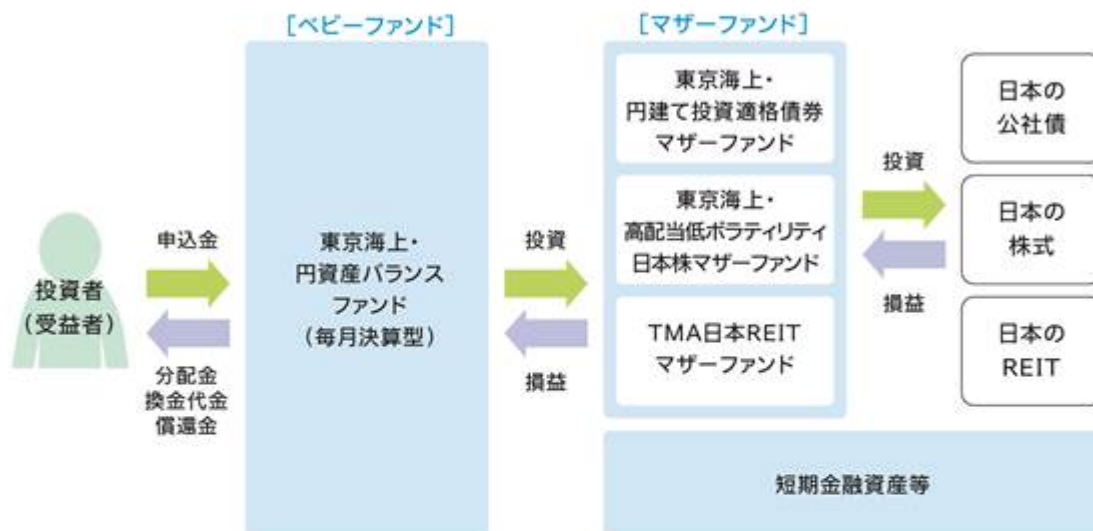 ［ベビーファンド］
［マザーファンド］
投資者
（受益者）
申込金
分配金
換金代金
償還金
東京海上・
円資産バランス
ファンド
（毎月決算型）
投資
損益
東京海上・
円建て投資適格債券
マザーファンド
東京海上・
高配当低ボラティリティ
日本株マザーファンド
TMA日本REIT
マザーファンド
投資
損益
日本の
公社債
日本の
株式
日本の
REIT
短期金融資産等